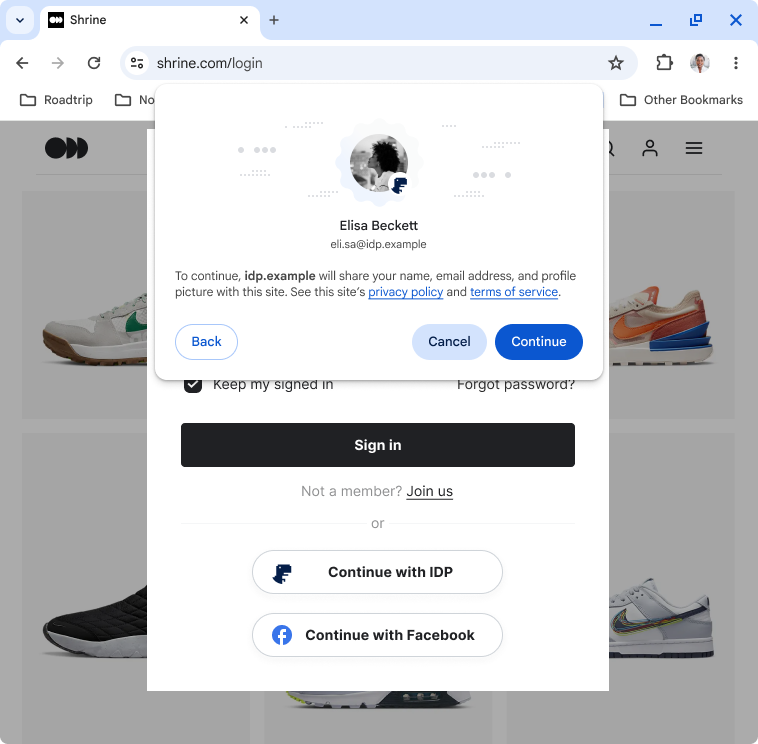 Shrine
shrine.com/login
Roadtrip
No
Other Bookmarks
Elisa Beckett
eli.sa@idp.example
To continue, idp.example will share your name, email address, and profile
picture with this site. See this site's privacy policy and terms of service.
Back
Cancel
Continue
Keep my signed in
Forgot password?
Sign in
Not a member? Join us
or
Continue with IDP
Continue with Facebook